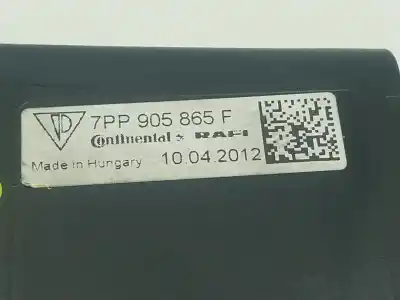 7PP 905 865 F
Continental & RAFI
Made in Hungary 10.04.2012